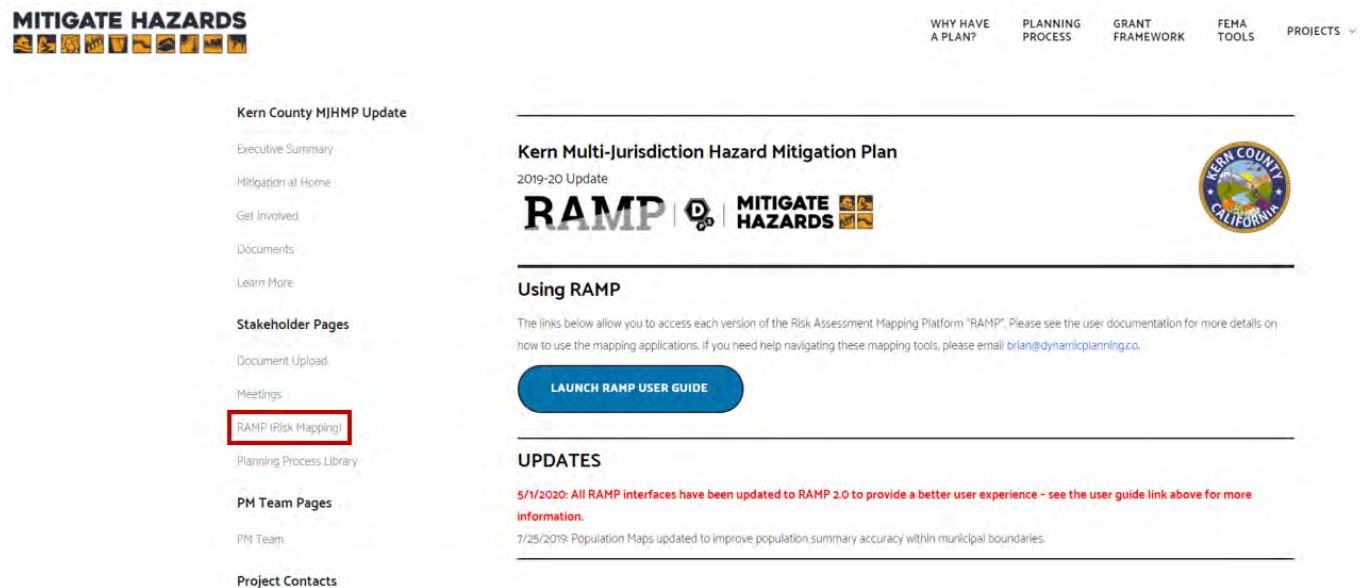 MITIGATE HAZARDS
WHY HAVE
A PLAN?
PLANNING
PROCESS
GRANT
FRAMEWORK
FEMA
TOOLS
PROJECTS
Kern County MJHMP Update
Executive Summary
Mitigation at Home
Get Involved
Documents
Learn More
Stakeholder Pages
Document Upload
Meetings
RAMP (Risk Mapping)
Planning Process Library
PM Team Pages
PM Team
Project Contacts
Kern Multi-Jurisdiction Hazard Mitigation Plan
2019-20 Update
RAMP
MITIGATE
HAZARDS
KERN COUNTY
CALIFORNIA
Using RAMP
The links below allow you to access each version of the Risk Assessment Mapping Platform "RAMP". Please see the user documentation for more details on
how to use the mapping applications. If you need help navigating these mapping tools, please email brian@dynamicplanning.co.
LAUNCH RAMP USER GUIDE
UPDATES
5/1/2020: All RAMP interfaces have been updated to RAMP 2.0 to provide a better user experience – see the user guide link above for more
information.
7/25/2019: Population Maps updated to improve population summary accuracy within municipal boundaries.